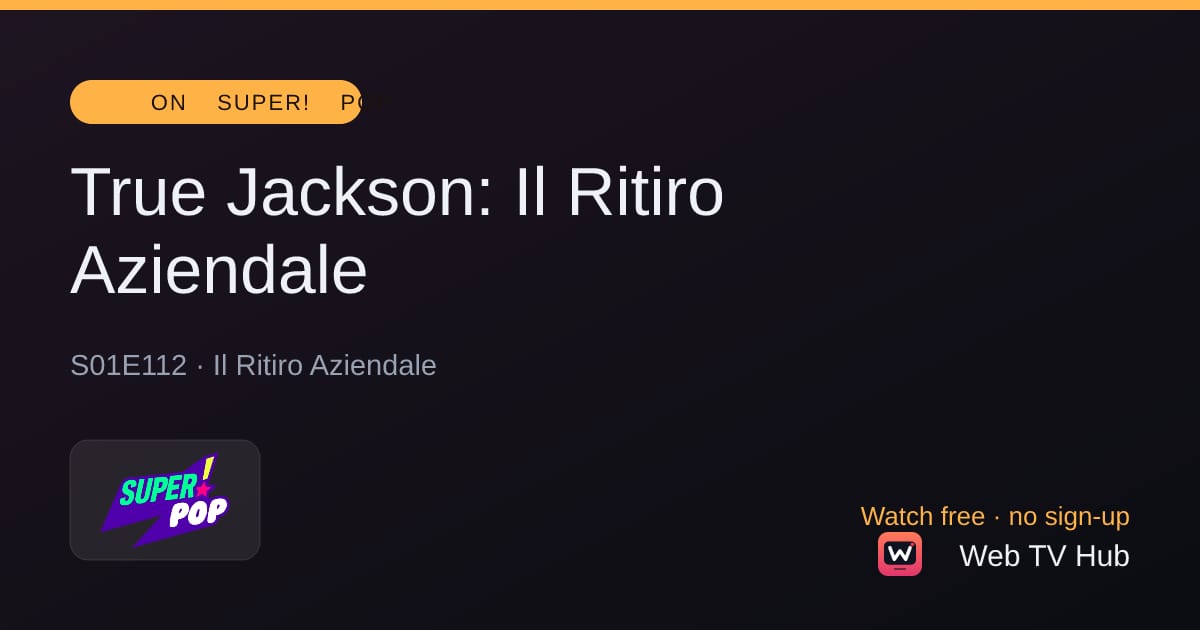 ON SUPER! POP
True Jackson: Il Ritiro
Aziendale
S01E112 · Il Ritiro Aziendale
SUPER!
POP
Watch free · no sign-up
W Web TV Hub